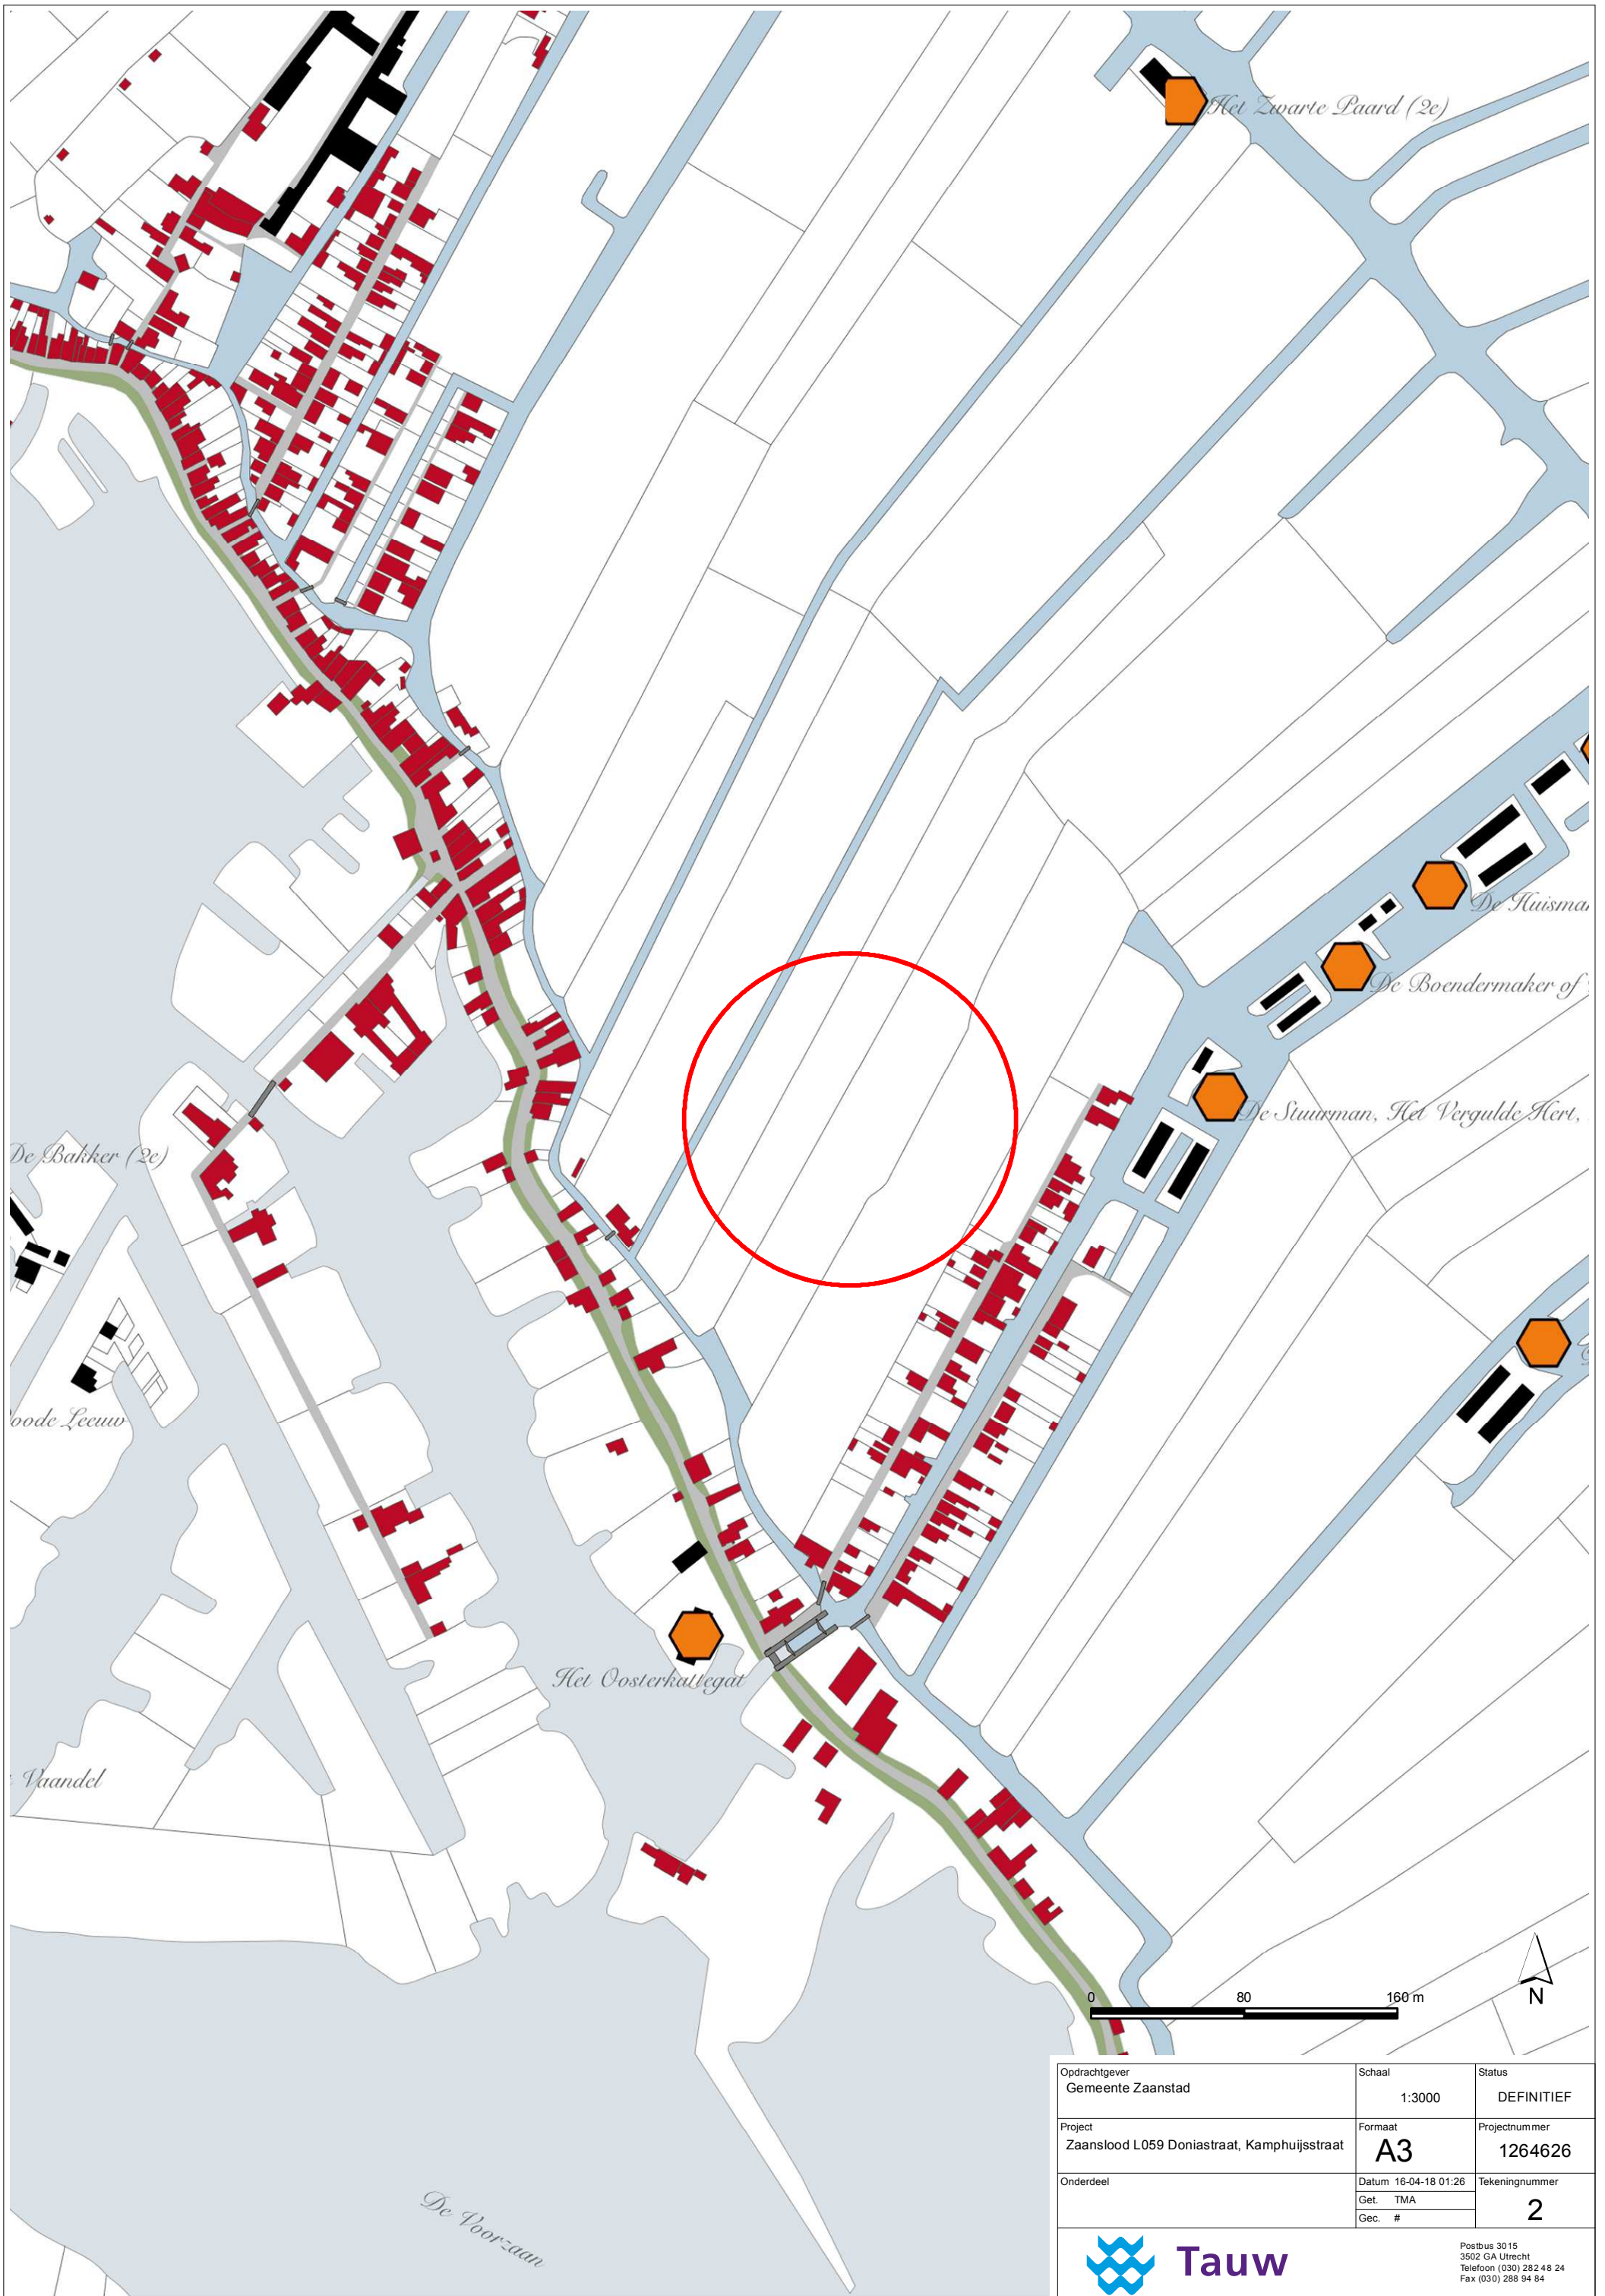 Het Zwarte Paard (2e)
De Huisma
De Boendermaker of
De Stuurman, Het Vergulde Hert,
De Bakker (2e)
oode Leeuw
Het Oosterkattegat
Vaandel
De Voorzaan
0 80 160 m
N
Opdrachtgever
Gemeente Zaanstad
Schaal
1:3000
Status
DEFINITIEF
Project
Zaanslood L059 Doniastraat, Kamphuijsstraat
Formaat
A3
Projectnummer
1264626
Onderdeel
Datum 16-04-18 01:26
Get. TMA
Gec. #
Tekeningnummer
2
Tauw
Postbus 3015
3502 GA Utrecht
Telefoon (030) 282 48 24
Fax (030) 288 94 84